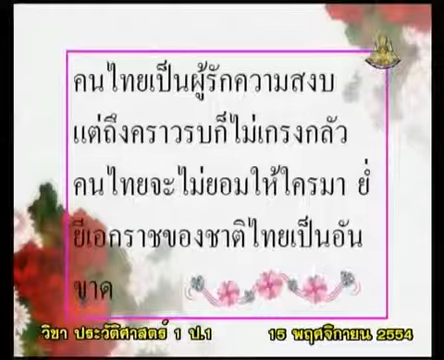 คนไทยเป็นผู้รักความสงบ
แต่ถึงคราวรบก็ไม่เกรงกลัว
คนไทยจะไม่ยอมให้ใครมา ย่ำ
ยีเอกราชของชาติไทยเป็นอัน
ขาด
วิชา ประวัติศาสตร์ 1 ป.1
15 พฤศจิกายน 2554